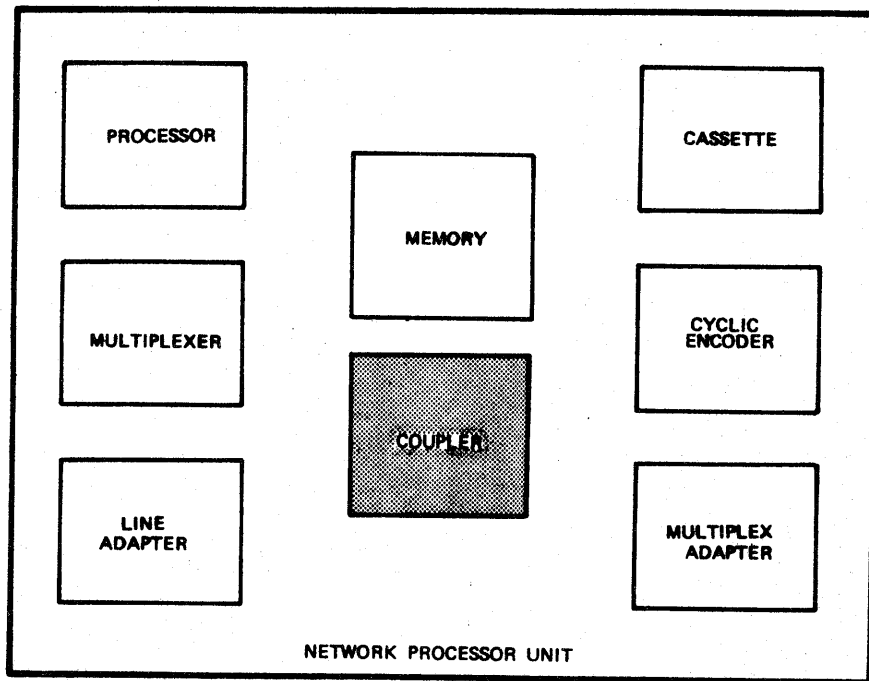 PROCESSOR
CASSETTE
MEMORY
MULTIPLEXER
CYCLIC
ENCODER
COUPLER
LINE
ADAPTER
MULTIPLEX
ADAPTER
NETWORK PROCESSOR UNIT